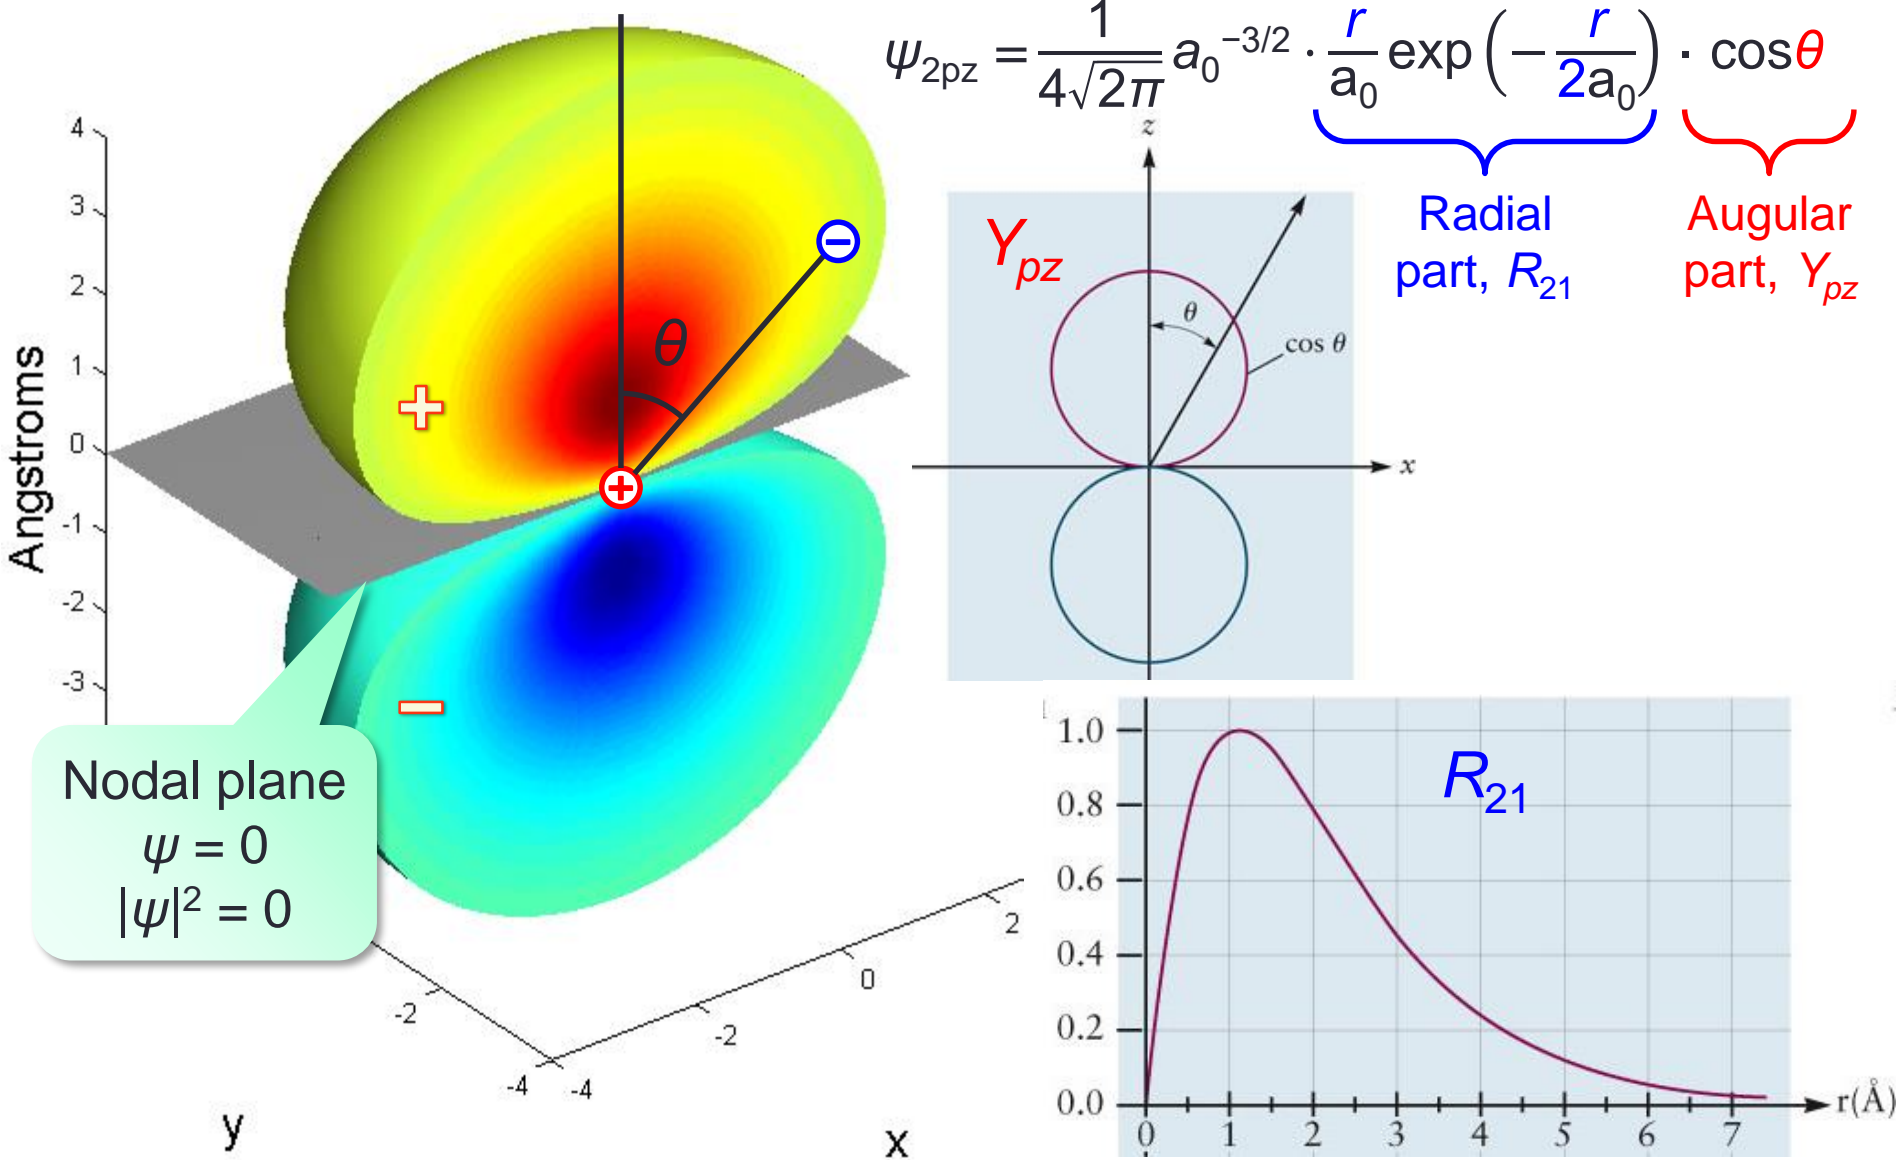 ψ2pz = 1/4√2π a0^−3/2 · r/a0 exp(−r/2a0) · cosθ
Radial
part, R21
Augular
part, Ypz
Angstroms
4
3
2
1
0
-1
-2
-3
θ
+
−
+
−
Nodal plane
ψ = 0
|ψ|² = 0
-2
-4
y
-4
-2
0
2
x
Ypz
z
θ
cos θ
x
R21
1.0
0.8
0.6
0.4
0.2
0.0
0 1 2 3 4 5 6 7
r(Å)